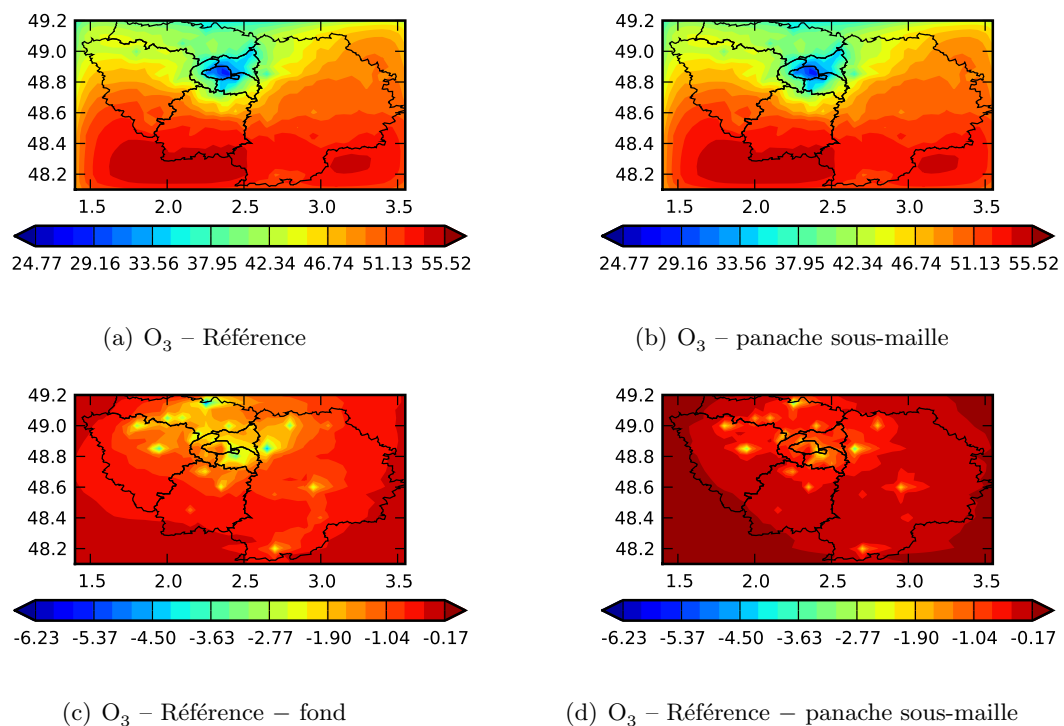 49.2 49.2
49.0 49.0
48.8 48.8
48.6 48.6
48.4 48.4
48.2 48.2
1.5 2.0 2.5 3.0 3.5 1.5 2.0 2.5 3.0 3.5
24.77 29.16 33.56 37.95 42.34 46.74 51.13 55.52 24.77 29.16 33.56 37.95 42.34 46.74 51.13 55.52
(a) O₃ – Référence (b) O₃ – panache sous-maille
49.2 49.2
49.0 49.0
48.8 48.8
48.6 48.6
48.4 48.4
48.2 48.2
1.5 2.0 2.5 3.0 3.5 1.5 2.0 2.5 3.0 3.5
-6.23 -5.37 -4.50 -3.63 -2.77 -1.90 -1.04 -0.17 -6.23 -5.37 -4.50 -3.63 -2.77 -1.90 -1.04 -0.17
(c) O₃ – Référence − fond (d) O₃ – Référence − panache sous-maille